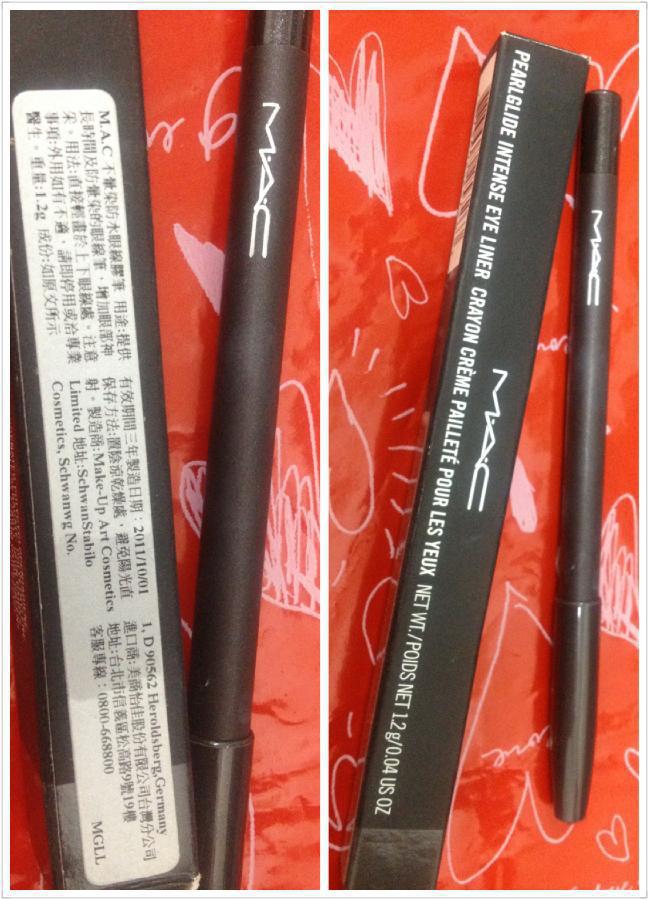 M.A.C不暈染防水眼線膠筆 用途:提供
長時間及防暈染的眼線筆，增加眼部神
采。用法:直接輕畫於上下眼線處。注意
事項:外用如有不適，請即停用或洽專業
醫生。重量:1.2g 成份:如原文所示
有效期間三年製造日期：2011/10/01
保存方法:置陰涼乾燥處，避免陽光直
射。製造商:Make-Up Art Cosmetics
Limited 地址:SchwanStabilo
Cosmetics, Schwanwg No.
1, D 90562 Heroldsberg,Germany
進口商:美商怡佳股份有限公司台灣分公司
地址:台北市信義區松高路9號19樓
客服專線：0800-668800
MGLL
M·A·C
PEARLGLIDE INTENSE EYE LINER CRAYON CRÈME PAILLETÉ POUR LES YEUX NET WT./POIDS NET 1.2 g/0.04 US OZ
M·A·C
M·A·C